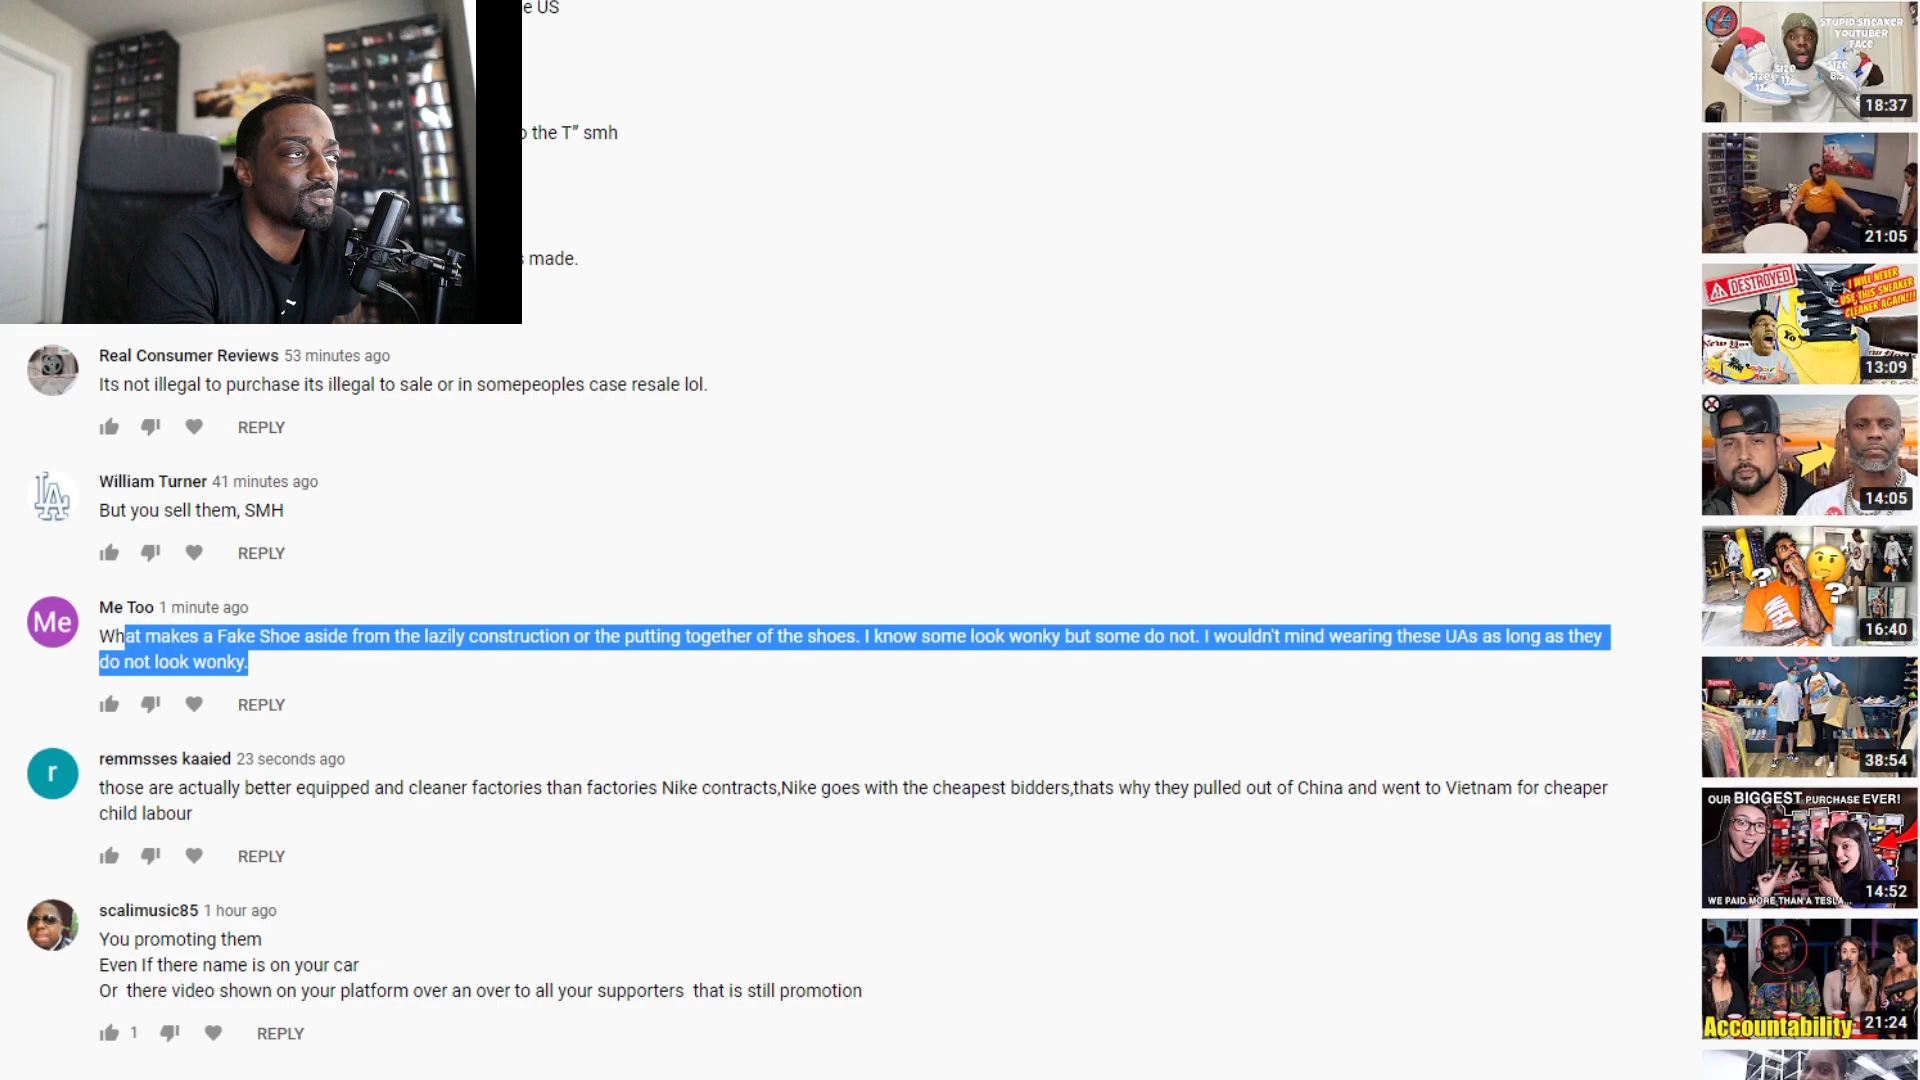 e US
the T” smh
made.
Real Consumer Reviews 53 minutes ago
Its not illegal to purchase its illegal to sale or in somepeoples case resale lol.
REPLY
LA
William Turner 41 minutes ago
But you sell them, SMH
REPLY
Me
Me Too 1 minute ago
What makes a Fake Shoe aside from the lazily construction or the putting together of the shoes. I know some look wonky but some do not. I wouldn't mind wearing these UAs as long as they
do not look wonky.
REPLY
r
remmsses kaaied 23 seconds ago
those are actually better equipped and cleaner factories than factories Nike contracts,Nike goes with the cheapest bidders,thats why they pulled out of China and went to Vietnam for cheaper
child labour
REPLY
scalimusic85 1 hour ago
You promoting them
Even If there name is on your car
Or there video shown on your platform over an over to all your supporters that is still promotion
1
REPLY
STUPID SNEAKER
YOUTUBER
FACE
SIZE
11
SIZE
8.5
SIZE
18:37
21:05
DESTROYED
I WILL NEVER
USE THIS SNEAKER
CLEANER AGAIN!!!
Yo
New
13:09
14:05
?
?
16:40
38:54
OUR BIGGEST PURCHASE EVER!
14:52
WE PAID MORE THAN A TESLA...
Accountability
21:24